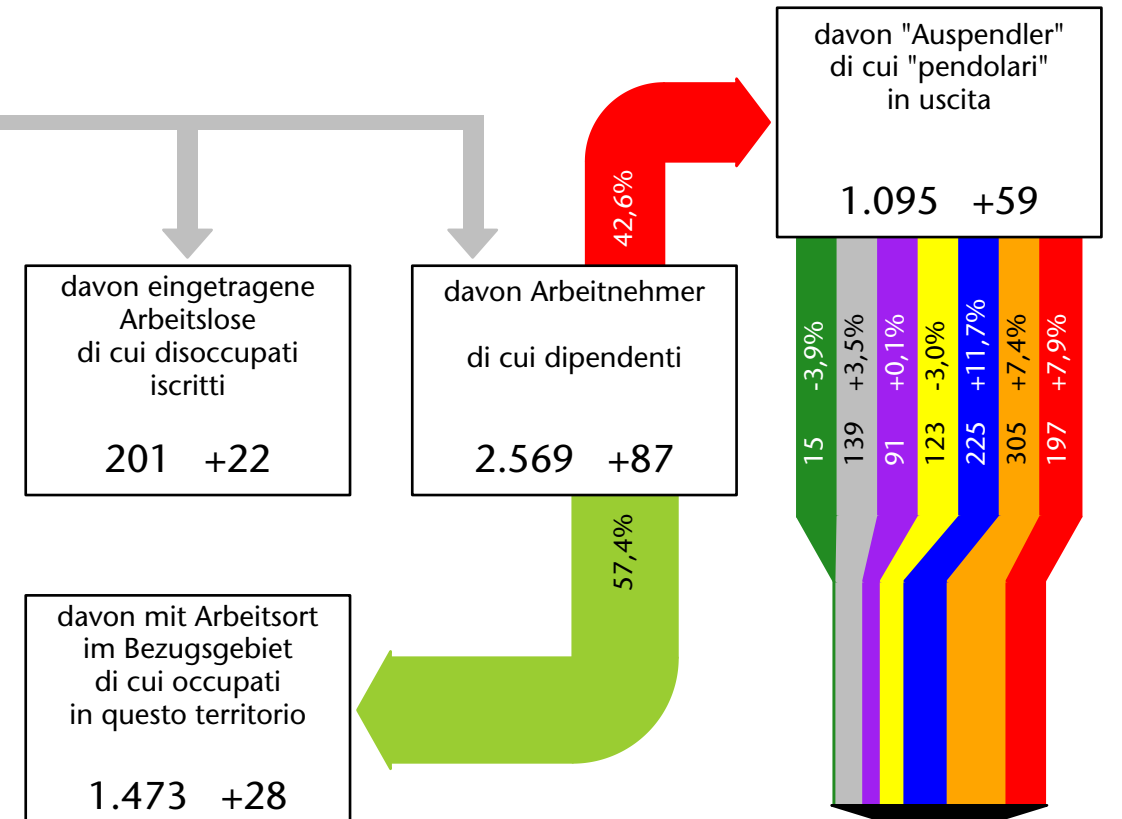 davon "Auspendler"
di cui "pendolari"
in uscita
1.095 +59
42,6%
davon eingetragene
Arbeitslose
di cui disoccupati
iscritti
201 +22
davon Arbeitnehmer
di cui dipendenti
2.569 +87
15 -3,9%
139 +3,5%
91 +0,1%
123 -3,0%
225 +11,7%
305 +7,4%
197 +7,9%
57,4%
davon mit Arbeitsort
im Bezugsgebiet
di cui occupati
in questo territorio
1.473 +28